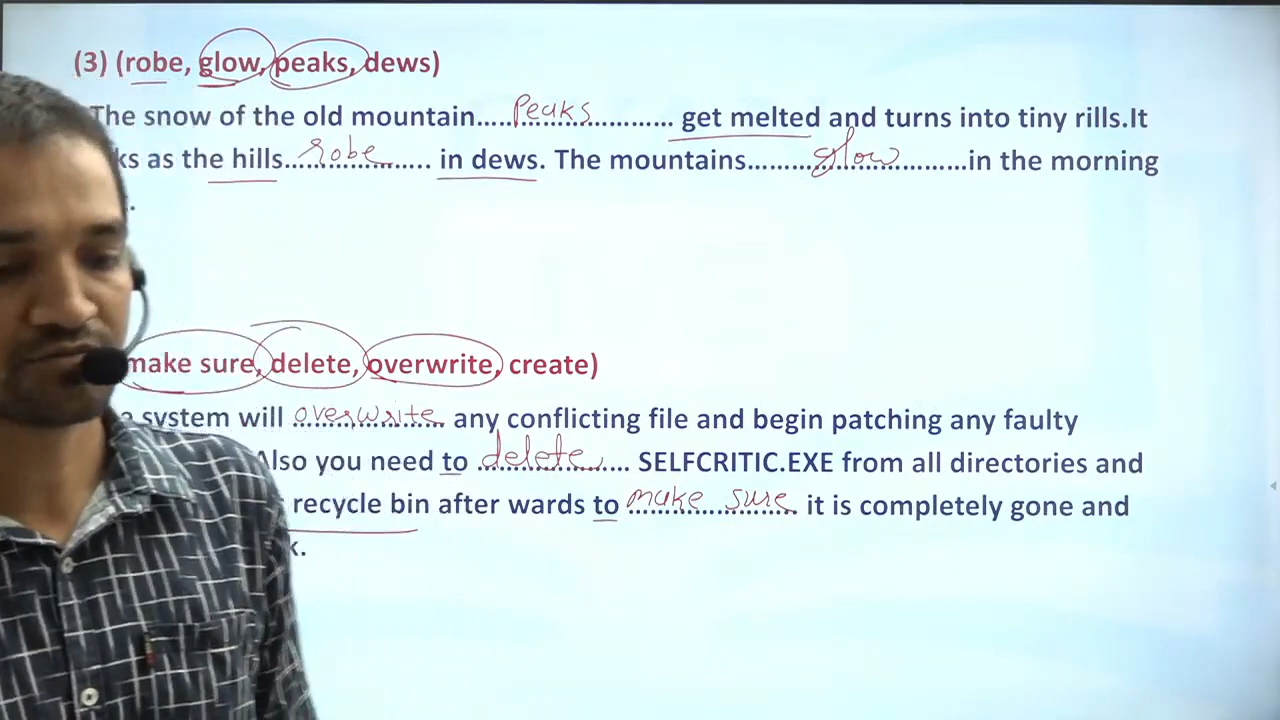 (3) (robe, glow, peaks, dews)
The snow of the old mountain.....Peaks..................... get melted and turns into tiny rills.It
ks as the hills....robe......... in dews. The mountains..........glow................in the morning
.
make sure, delete, overwrite, create)
system will ...overwrite... any conflicting file and begin patching any faulty
Also you need to ...delete...... SELFCRITIC.EXE from all directories and
recycle bin after wards to ...make sure... it is completely gone and
k.